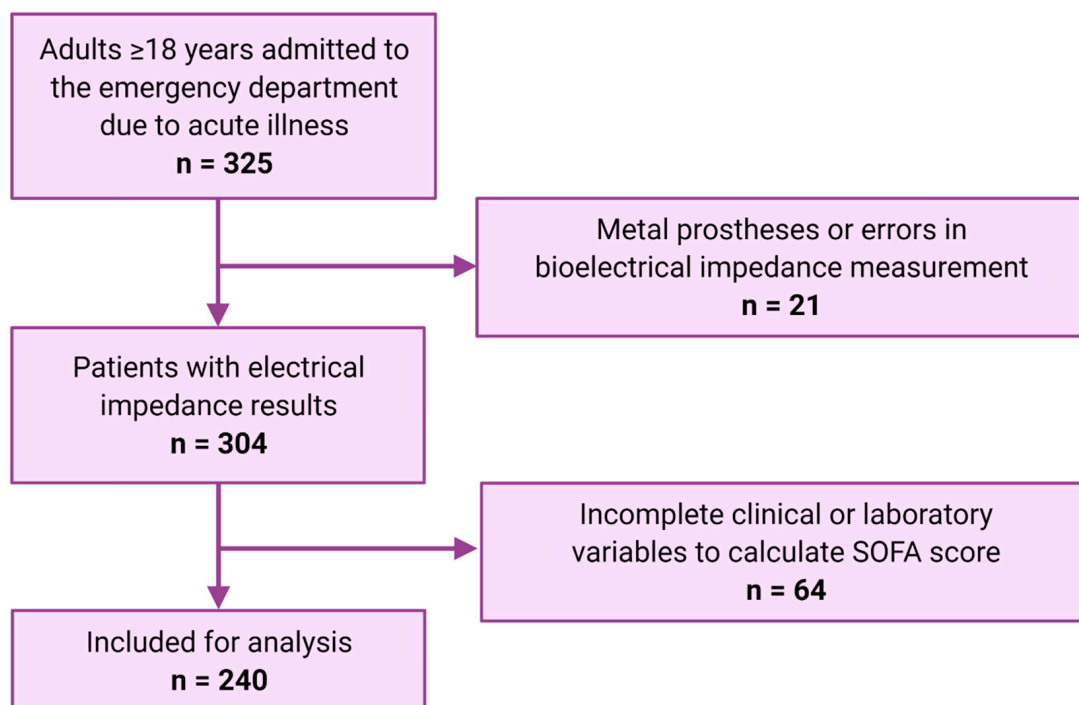 Adults ≥18 years admitted to
the emergency department
due to acute illness
n = 325
Metal prostheses or errors in
bioelectrical impedance measurement
n = 21
Patients with electrical
impedance results
n = 304
Incomplete clinical or laboratory
variables to calculate SOFA score
n = 64
Included for analysis
n = 240